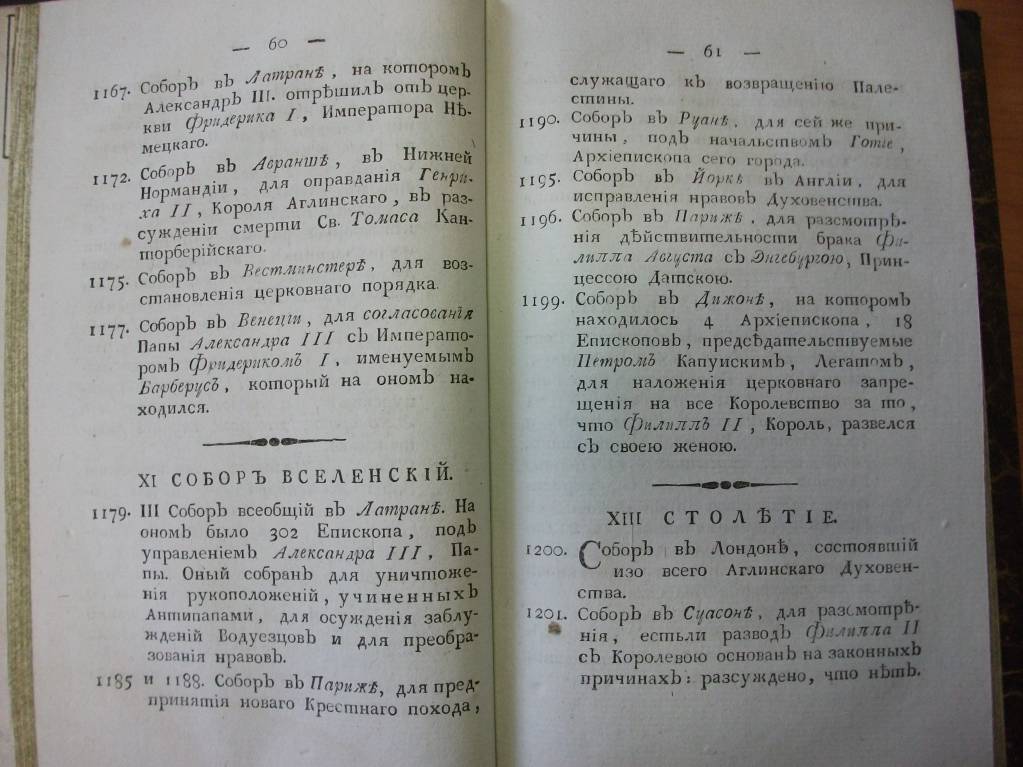 — 60 —
1167. Соборъ въ Латранѣ, на которомъ
Александръ III. отрѣшилъ отъ цер-
кви Фридерика I, Императора Нѣ-
мецкаго.
1172. Соборъ въ Авраншѣ, въ Нижней
Нормандіи, для оправданія Генри-
ха II, Короля Аглинскаго, въ раз-
сужденіи смерти Св. Томаса Кан-
торберійскаго.
1175. Соборъ въ Вестминстерѣ, для воз-
становленія церковнаго порядка.
1177. Соборъ въ Венеціи, для согласованія
Папы Александра III съ Императо-
ромъ Фридерикомъ I, именуемымъ
Барберусъ, который на ономъ на-
ходился.
XI СОБОРЪ ВСЕЛЕНСКІЙ.
1179. III Соборъ всеобщій въ Латранѣ. На
ономъ было 302 Епископа, подъ
управленіемъ Александра III, Па-
пы. Оный собранъ для уничтоже-
нія рукоположеній, учиненныхъ
Антипапами, для осужденія заблу-
жденій Водуезцовъ и для преобра-
зованія нравовъ.
1185 и 1188. Соборъ въ Парижѣ, для пред-
принятія новаго Крестнаго похода,
— 61 —
служащаго къ возвращенію Пале-
стины.
1190. Соборъ въ Руанѣ, для сей же при-
чины, подъ начальствомъ Готіе,
Архіепископа сего города.
1195. Соборъ въ Йоркѣ въ Англіи, для
исправленія нравовъ Духовенства.
1196. Соборъ въ Парижѣ, для разсмотрѣ-
нія дѣйствительности брака Фи-
липпа Августа съ Энгебургою, Прин-
цессою Датскою.
1199. Соборъ въ Дижонѣ, на которомъ
находилось 4 Архіепископа, 18
Епископовъ, предсѣдательствуемые
Петромъ Капуискимъ, Легатомъ,
для наложенія церковнаго запре-
щенія на все Королевство за то,
что Филиппъ II, Король, развелся
съ своею женою.
XIII СТОЛѢТІЕ.
1200. Соборъ въ Лондонѣ, состоявшій
изо всего Аглинскаго Духовен-
ства.
1201. Соборъ въ Суасонѣ, для разсмотрѣ-
нія, естьли разводъ Филиппа II
съ Королевою основанъ на законныхъ
причинахъ: разсуждено, что нѣтъ.